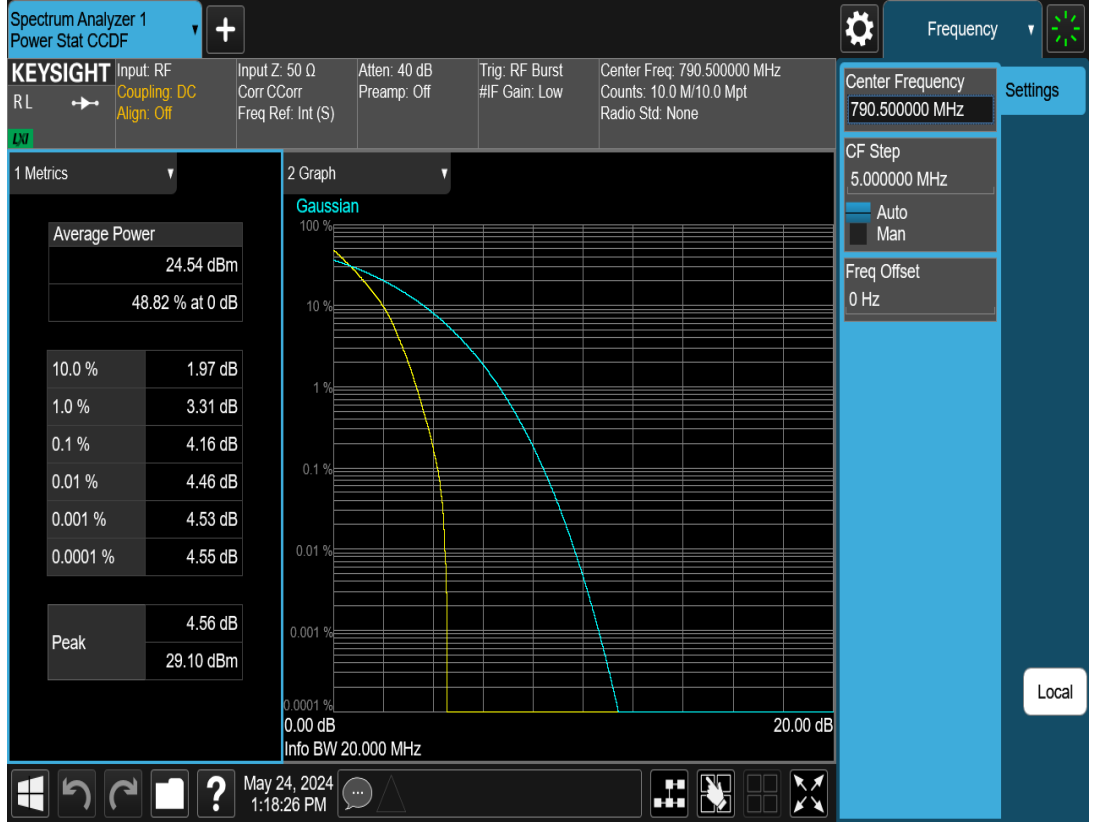 Spectrum Analyzer 1
Power Stat CCDF
+
Frequency
KEYSIGHT
RL
LXI
Input: RF
Coupling: DC
Align: Off
Input Z: 50 Ω
Corr CCorr
Freq Ref: Int (S)
Atten: 40 dB
Preamp: Off
Trig: RF Burst
#IF Gain: Low
Center Freq: 790.500000 MHz
Counts: 10.0 M/10.0 Mpt
Radio Std: None
Center Frequency
790.500000 MHz
Settings
CF Step
5.000000 MHz
Auto
Man
Freq Offset
0 Hz
Local
1 Metrics
Average Power
24.54 dBm
48.82 % at 0 dB
10.0 % 1.97 dB
1.0 % 3.31 dB
0.1 % 4.16 dB
0.01 % 4.46 dB
0.001 % 4.53 dB
0.0001 % 4.55 dB
Peak 4.56 dB
29.10 dBm
2 Graph
Gaussian
100 %
10 %
1 %
0.1 %
0.01 %
0.001 %
0.0001 %
0.00 dB 20.00 dB
Info BW 20.000 MHz
?
May 24, 2024
1:18:26 PM